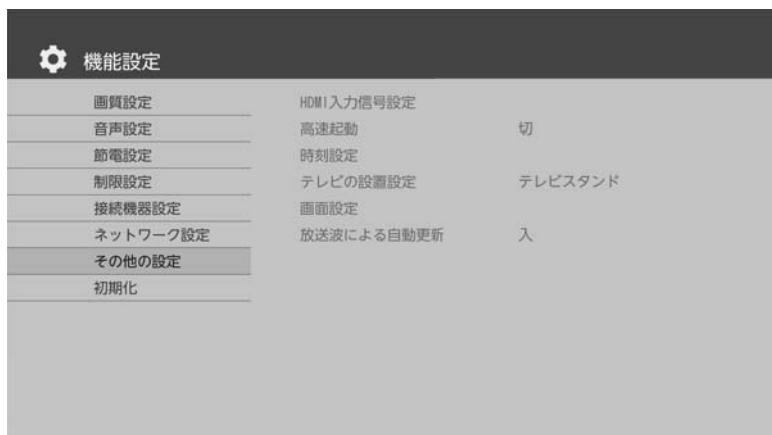 機能設定
画質設定
音声設定
節電設定
制限設定
接続機器設定
ネットワーク設定
その他の設定
初期化
HDMI入力信号設定
高速起動 切
時刻設定
テレビの設置設定 テレビスタンド
画面設定
放送波による自動更新 入